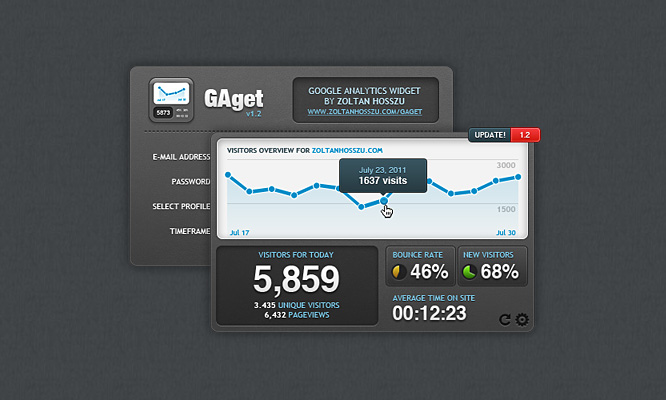 GAget
v1.2
GOOGLE ANALYTICS WIDGET
BY ZOLTAN HOSSZU
WWW.ZOLTANHOSSZU.COM/GAGET
5873
E-MAIL ADDRESS
PASSWORD
SELECT PROFILE
TIMEFRAME
UPDATE! 1.2
VISITORS OVERVIEW FOR ZOLTANHOSSZU.COM
July 23, 2011
1637 visits
3000
1500
Jul 17
Jul 30
VISITORS FOR TODAY
5,859
3.435 UNIQUE VISITORS
6,432 PAGEVIEWS
BOUNCE RATE
46%
NEW VISITORS
68%
AVERAGE TIME ON SITE
00:12:23